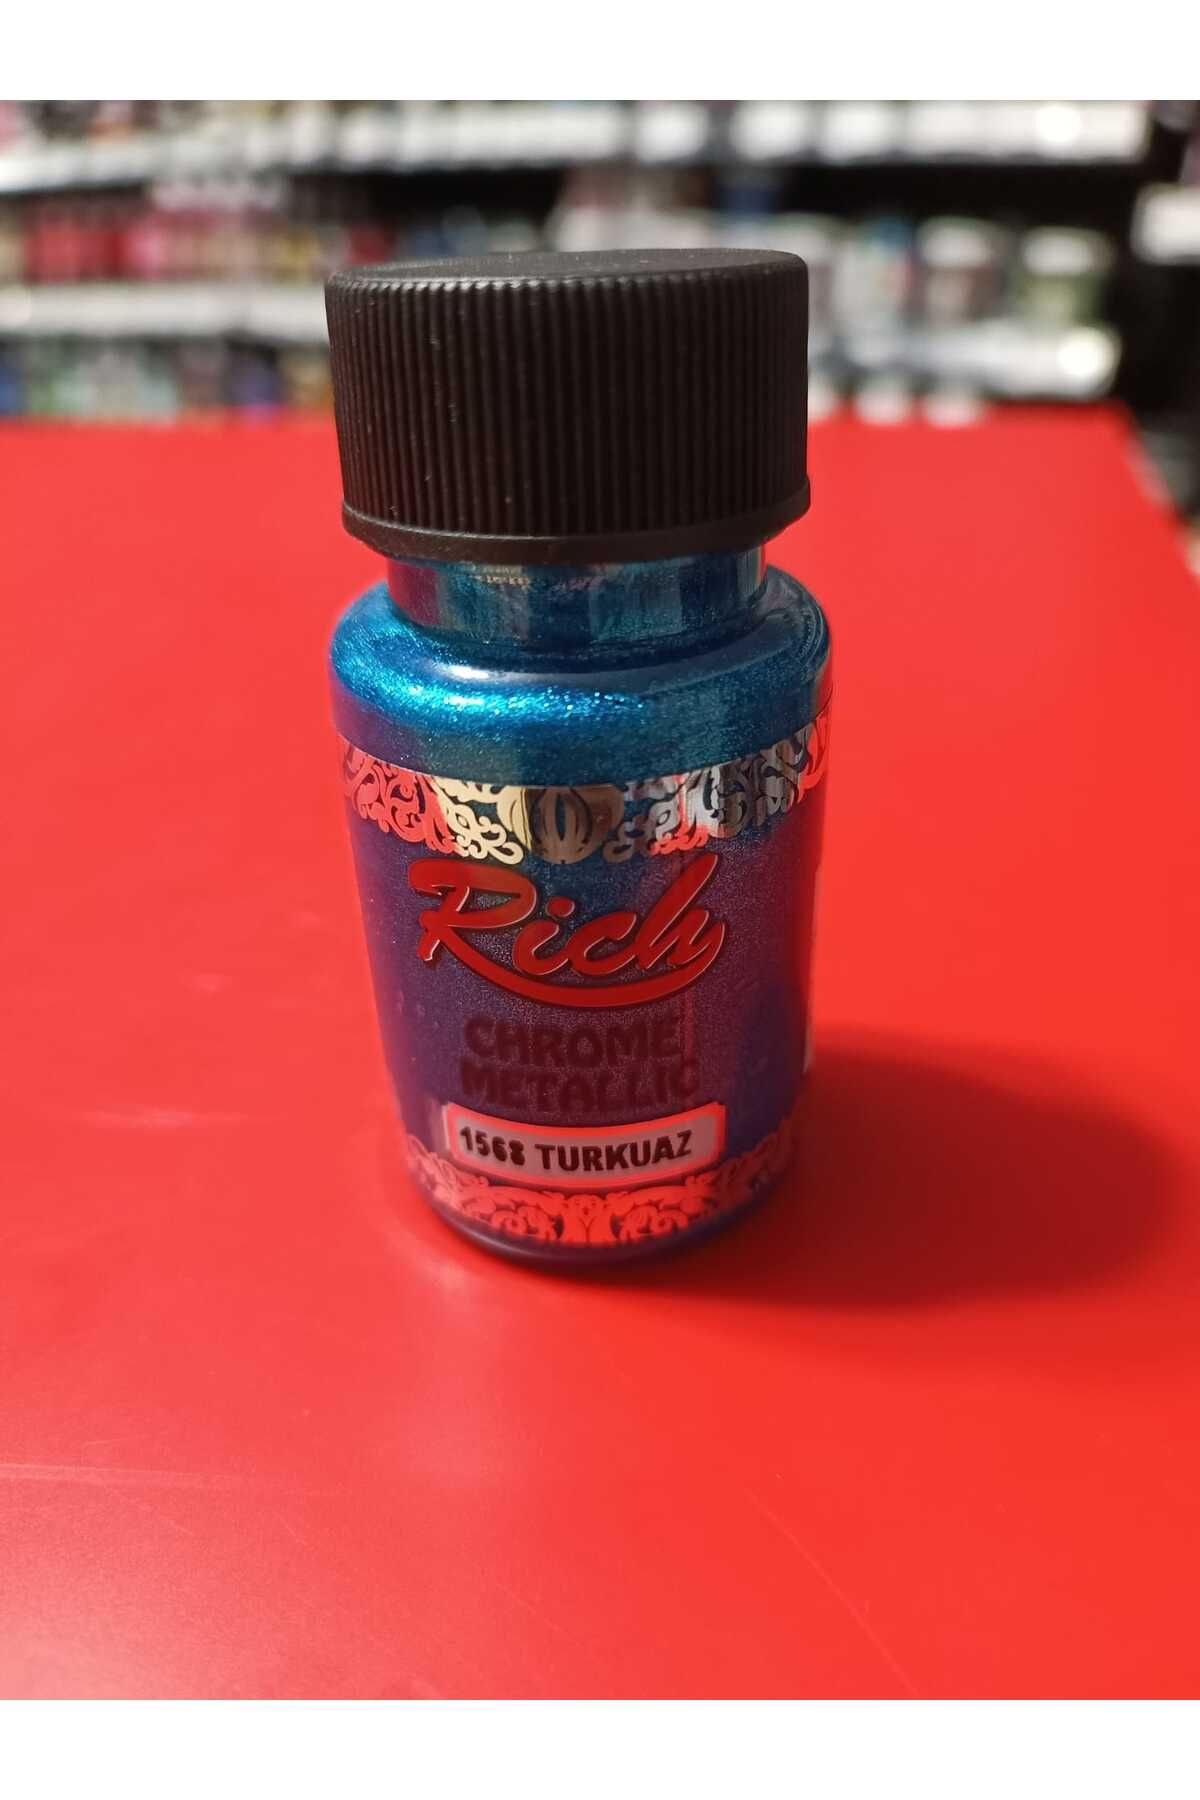 Rich
CHROME
METALLIC
1568 TURKUAZ